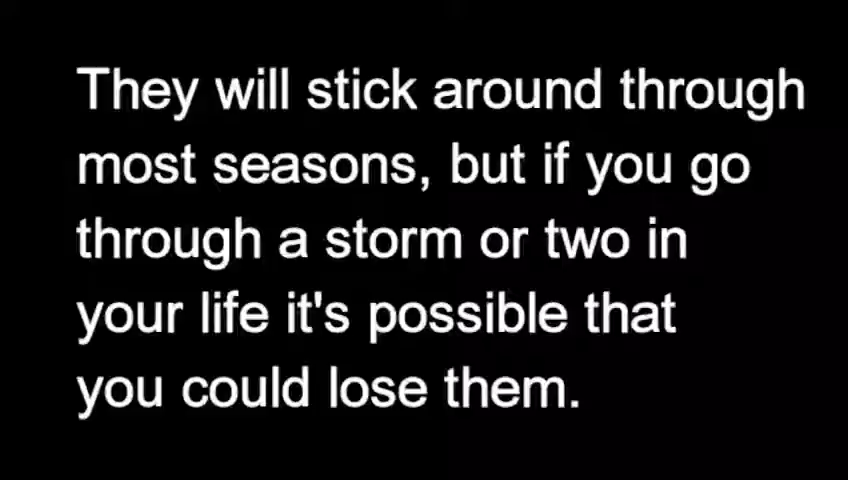 They will stick around through
most seasons, but if you go
through a storm or two in
your life it's possible that
you could lose them.